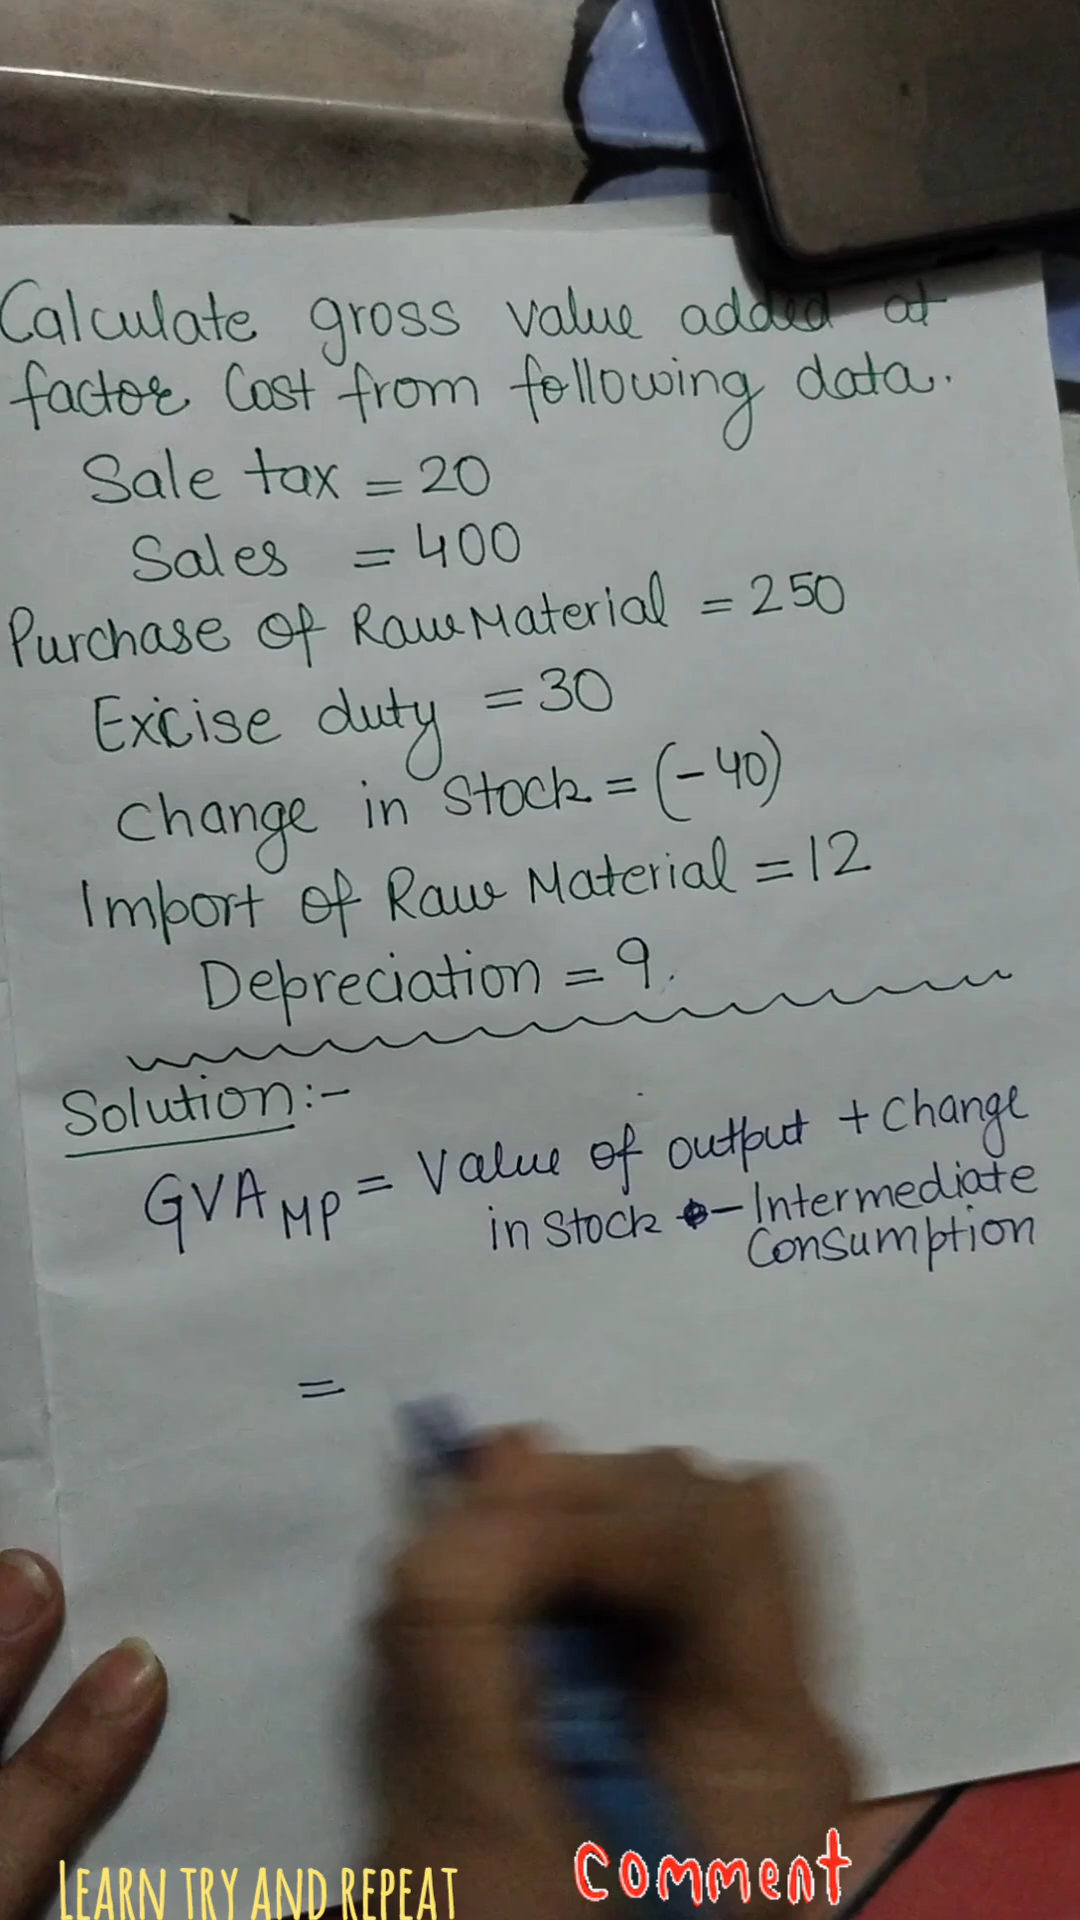 Calculate gross value added at
factor Cost from following data.
Sale tax = 20
Sales = 400
Purchase of Raw Material = 250
Excise duty = 30
Change in Stock = (-40)
Import of Raw Material = 12
Depreciation = 9.
Solution:-
GVA MP = Value of output + Change
in Stock - Intermediate
Consumption
=
LEARN TRY AND REPEAT
comment